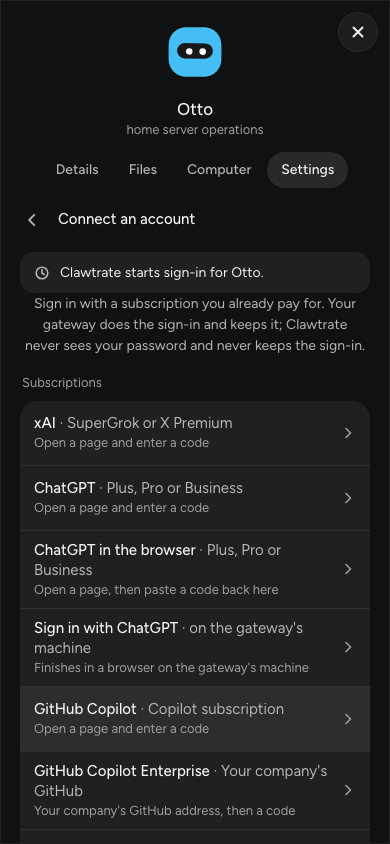 Otto
home server operations
Details Files Computer Settings
Connect an account
Clawtrate starts sign-in for Otto.
Sign in with a subscription you already pay for. Your
gateway does the sign-in and keeps it; Clawtrate
never sees your password and never keeps the sign-in.
Subscriptions
xAI · SuperGrok or X Premium
Open a page and enter a code
ChatGPT · Plus, Pro or Business
Open a page and enter a code
ChatGPT in the browser · Plus, Pro or
Business
Open a page, then paste a code back here
Sign in with ChatGPT · on the gateway's
machine
Finishes in a browser on the gateway's machine
GitHub Copilot · Copilot subscription
Open a page and enter a code
GitHub Copilot Enterprise · Your company's
GitHub
Your company's GitHub address, then a code